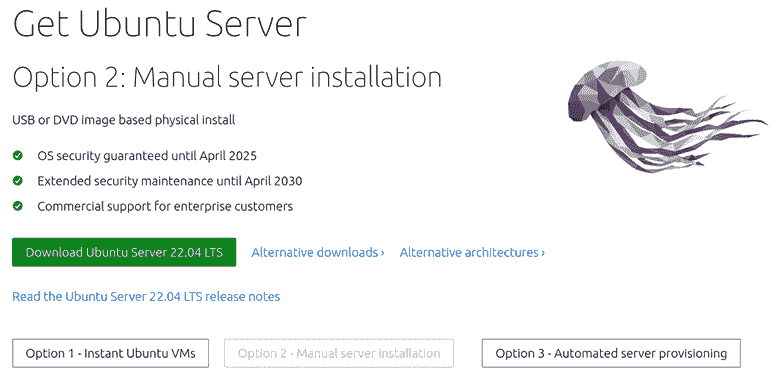 Get Ubuntu Server
Option 2: Manual server installation
USB or DVD image based physical install
OS security guaranteed until April 2025
Extended security maintenance until April 2030
Commercial support for enterprise customers
Download Ubuntu Server 22.04 LTS
Alternative downloads ›
Alternative architectures ›
Read the Ubuntu Server 22.04 LTS release notes
Option 1 - Instant Ubuntu VMs
Option 2 - Manual server installation
Option 3 - Automated server provisioning